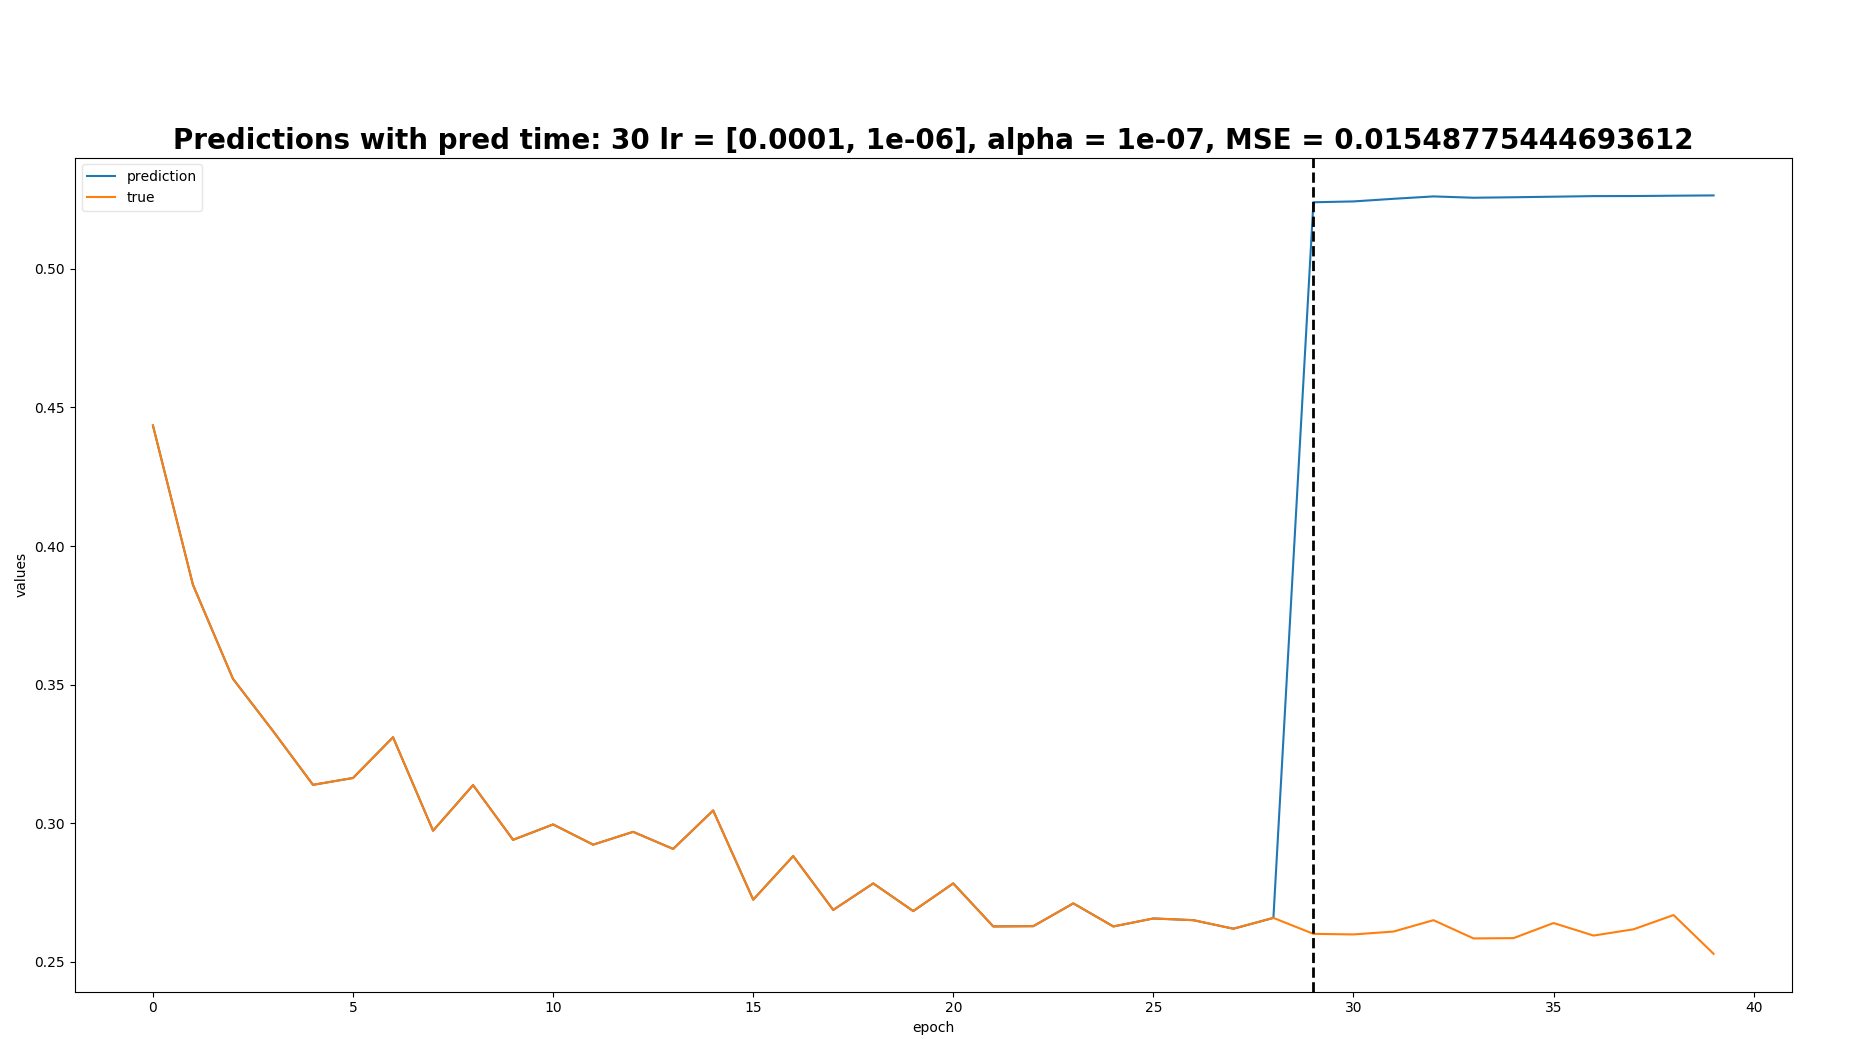 Predictions with pred time: 30 lr = [0.0001, 1e-06], alpha = 1e-07, MSE = 0.01548775444693612
prediction
true
0.50
0.45
0.40
0.35
0.30
0.25
values
0 5 10 15 20 25 30 35 40
epoch